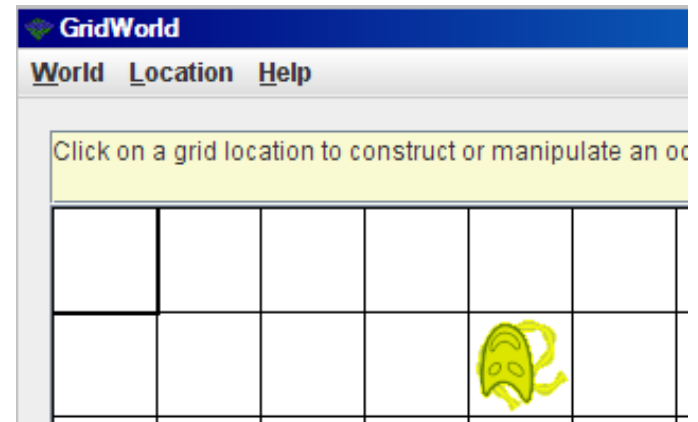 GridWorld
World Location Help
Click on a grid location to construct or manipulate an